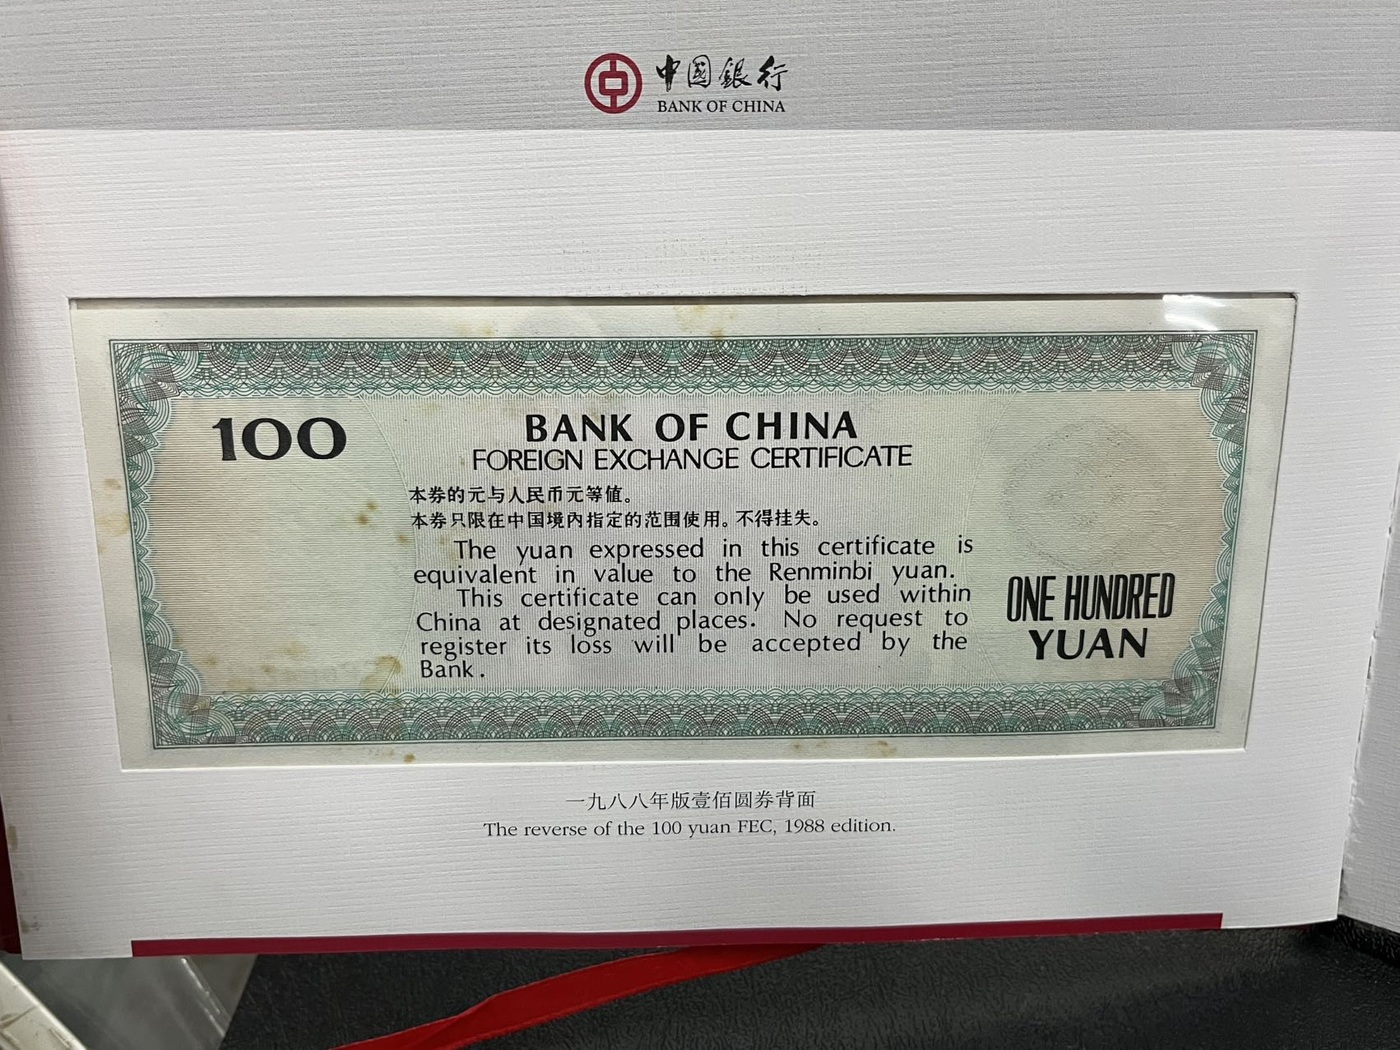 中国銀行
BANK OF CHINA
100
BANK OF CHINA
FOREIGN EXCHANGE CERTIFICATE
本券的元与人民币元等值。
本券只限在中国境内指定的范围使用。不得挂失。
The yuan expressed in this certificate is
equivalent in value to the Renminbi yuan.
This certificate can only be used within
China at designated places. No request to
register its loss will be accepted by the
Bank.
ONE HUNDRED
YUAN
一九八八年版壹佰圆券背面
The reverse of the 100 yuan FEC, 1988 edition.